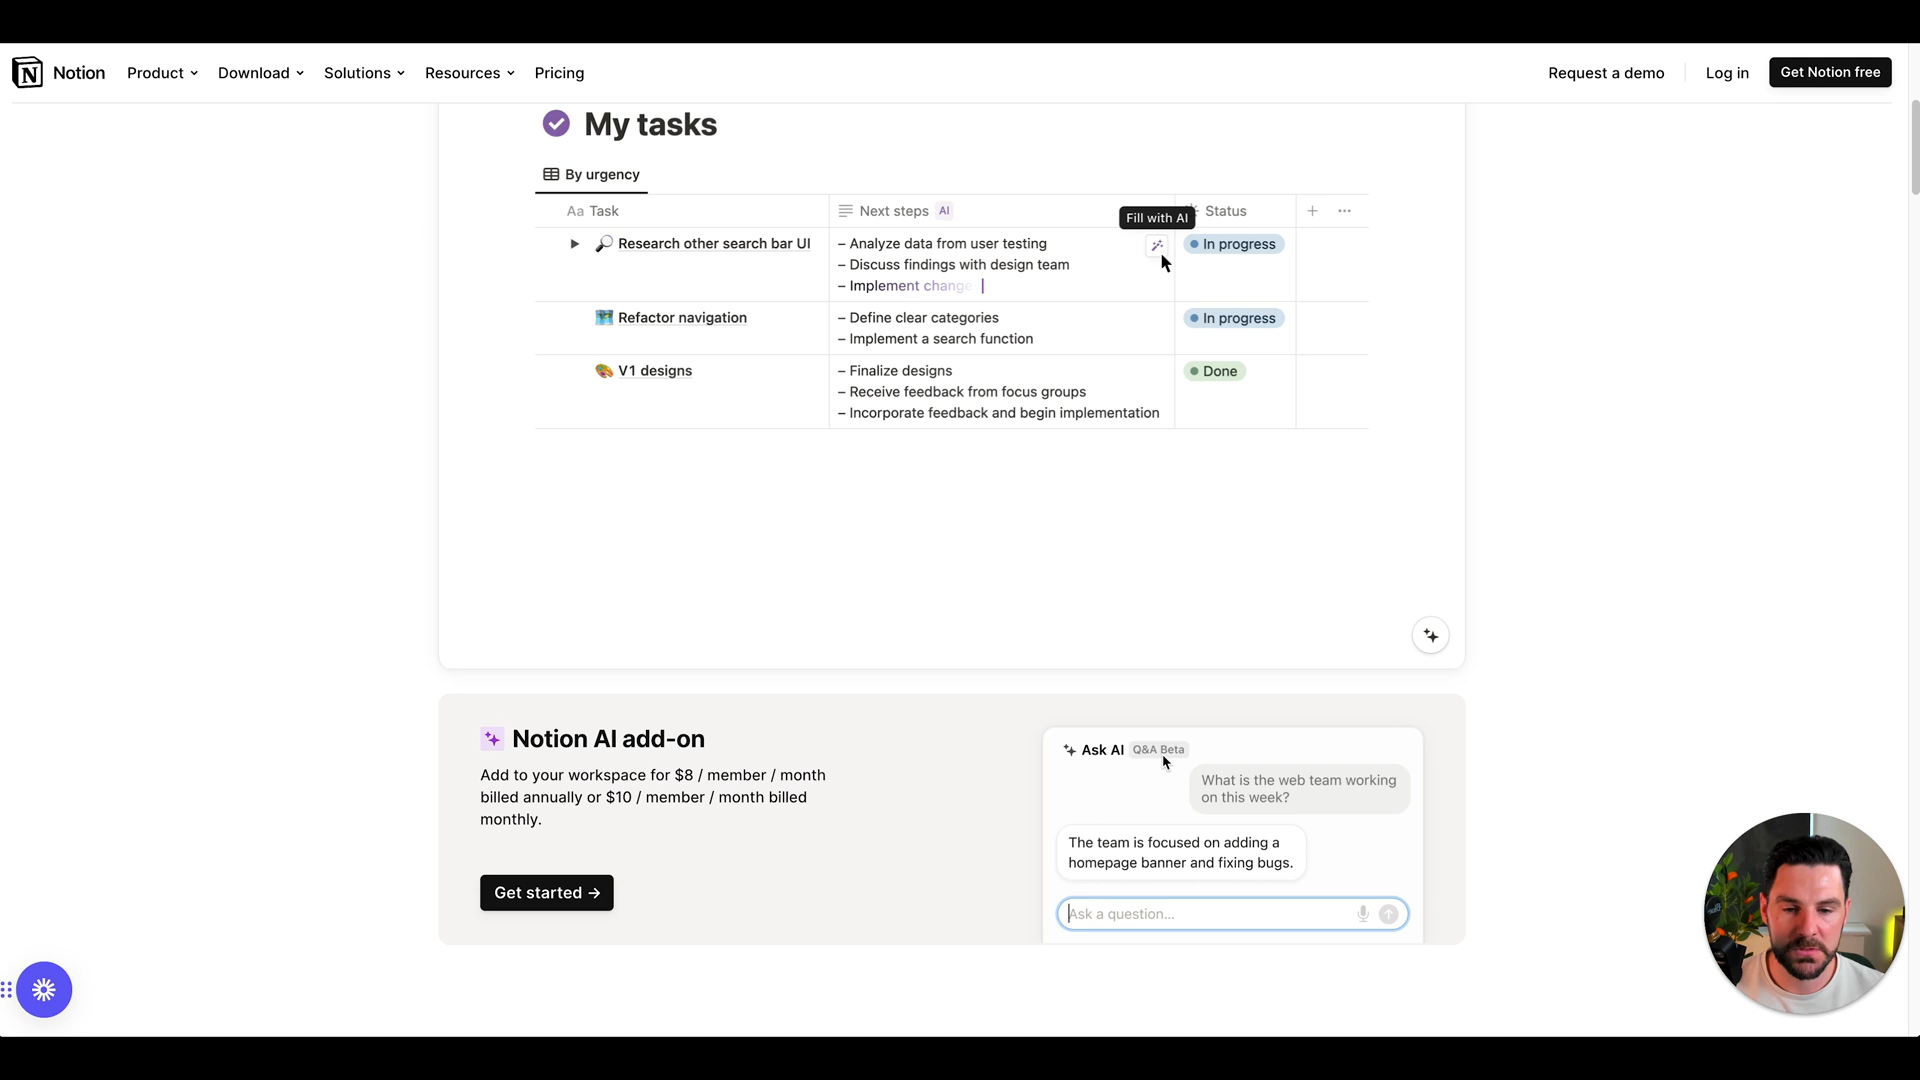 Notion Product Download Solutions Resources Pricing Request a demo Log in Get Notion free
My tasks
By urgency
Aa Task Next steps AI Fill with AI Status
Research other search bar UI
– Analyze data from user testing
– Discuss findings with design team
– Implement change
In progress
Refactor navigation
– Define clear categories
– Implement a search function
In progress
V1 designs
– Finalize designs
– Receive feedback from focus groups
– Incorporate feedback and begin implementation
Done
Notion AI add-on
Add to your workspace for $8 / member / month
billed annually or $10 / member / month billed
monthly.
Get started →
Ask AI Q&A Beta
What is the web team working
on this week?
The team is focused on adding a
homepage banner and fixing bugs.
Ask a question...